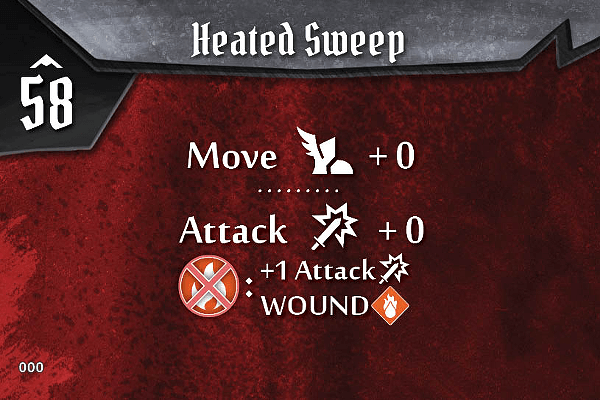 Heated Sweep
58
Move + 0
Attack + 0
: +1 Attack
WOUND
000